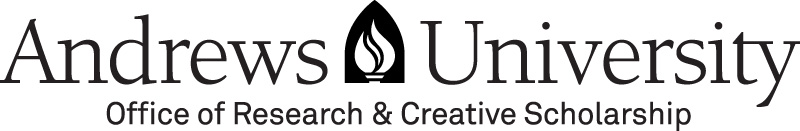 Andrews University
Office of Research & Creative Scholarship